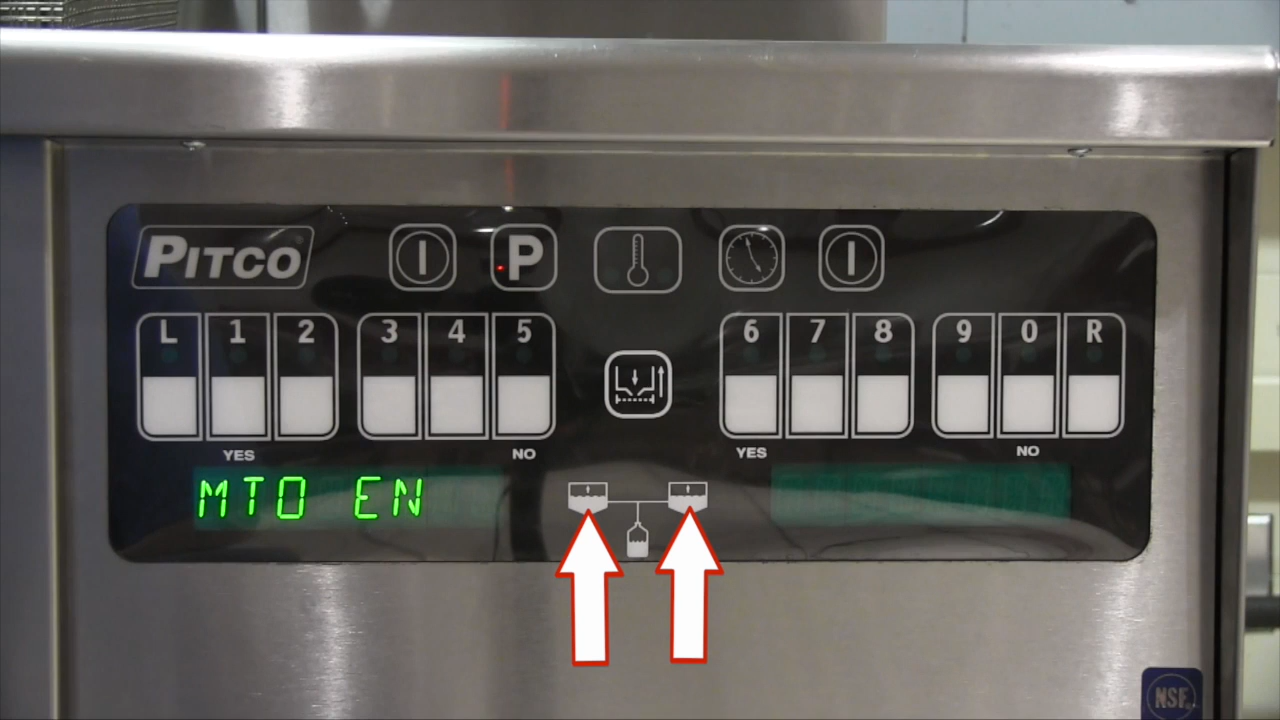 PITCO P
L 1 2 3 4 5 6 7 8 9 0 R
YES NO YES NO
MTO EN
NSF.